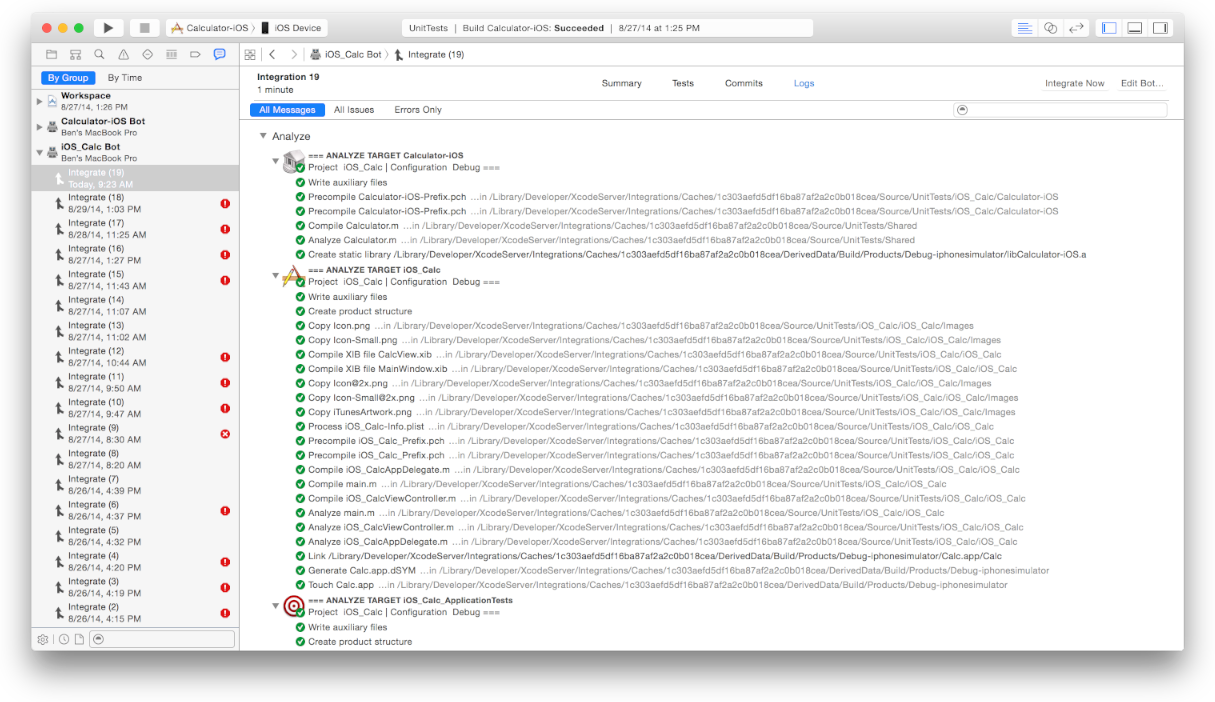 Calculator-iOS 〉 iOS Device
UnitTests | Build Calculator-iOS: Succeeded | 8/27/14 at 1:25 PM
iOS_Calc Bot 〉 Integrate (19)
By Group By Time
Workspace
8/27/14, 1:26 PM
Calculator-iOS Bot
Ben's MacBook Pro
iOS_Calc Bot
Ben's MacBook Pro
Integrate (19)
Today, 9:23 AM
Integrate (18)
8/29/14, 1:03 PM
Integrate (17)
8/28/14, 11:25 AM
Integrate (16)
8/27/14, 1:27 PM
Integrate (15)
8/27/14, 11:43 AM
Integrate (14)
8/27/14, 11:07 AM
Integrate (13)
8/27/14, 11:02 AM
Integrate (12)
8/27/14, 10:44 AM
Integrate (11)
8/27/14, 9:50 AM
Integrate (10)
8/27/14, 9:47 AM
Integrate (9)
8/27/14, 8:30 AM
Integrate (8)
8/27/14, 8:20 AM
Integrate (7)
8/26/14, 4:39 PM
Integrate (6)
8/26/14, 4:37 PM
Integrate (5)
8/26/14, 4:32 PM
Integrate (4)
8/26/14, 4:20 PM
Integrate (3)
8/26/14, 4:19 PM
Integrate (2)
8/26/14, 4:15 PM
Integration 19
1 minute
Summary Tests Commits Logs
Integrate Now Edit Bot...
All Messages All Issues Errors Only
Analyze
=== ANALYZE TARGET Calculator-iOS
Project iOS_Calc | Configuration Debug ===
Write auxiliary files
Precompile Calculator-iOS-Prefix.pch ...in /Library/Developer/XcodeServer/Integrations/Caches/1c303aefd5df16ba87af2a2c0b018cea/Source/UnitTests/iOS_Calc/Calculator-iOS
Precompile Calculator-iOS-Prefix.pch ...in /Library/Developer/XcodeServer/Integrations/Caches/1c303aefd5df16ba87af2a2c0b018cea/Source/UnitTests/iOS_Calc/Calculator-iOS
Compile Calculator.m ...in /Library/Developer/XcodeServer/Integrations/Caches/1c303aefd5df16ba87af2a2c0b018cea/Source/UnitTests/Shared
Analyze Calculator.m ...in /Library/Developer/XcodeServer/Integrations/Caches/1c303aefd5df16ba87af2a2c0b018cea/Source/UnitTests/Shared
Create static library /Library/Developer/XcodeServer/Integrations/Caches/1c303aefd5df16ba87af2a2c0b018cea/DerivedData/Build/Products/Debug-iphonesimulator/libCalculator-iOS.a
=== ANALYZE TARGET iOS_Calc
Project iOS_Calc | Configuration Debug ===
Write auxiliary files
Create product structure
Copy Icon.png ...in /Library/Developer/XcodeServer/Integrations/Caches/1c303aefd5df16ba87af2a2c0b018cea/Source/UnitTests/iOS_Calc/iOS_Calc/Images
Copy Icon-Small.png ...in /Library/Developer/XcodeServer/Integrations/Caches/1c303aefd5df16ba87af2a2c0b018cea/Source/UnitTests/iOS_Calc/iOS_Calc/Images
Compile XIB file CalcView.xib ...in /Library/Developer/XcodeServer/Integrations/Caches/1c303aefd5df16ba87af2a2c0b018cea/Source/UnitTests/iOS_Calc/iOS_Calc
Compile XIB file MainWindow.xib ...in /Library/Developer/XcodeServer/Integrations/Caches/1c303aefd5df16ba87af2a2c0b018cea/Source/UnitTests/iOS_Calc/iOS_Calc
Copy Icon@2x.png ...in /Library/Developer/XcodeServer/Integrations/Caches/1c303aefd5df16ba87af2a2c0b018cea/Source/UnitTests/iOS_Calc/iOS_Calc/Images
Copy Icon-Small@2x.png ...in /Library/Developer/XcodeServer/Integrations/Caches/1c303aefd5df16ba87af2a2c0b018cea/Source/UnitTests/iOS_Calc/iOS_Calc/Images
Copy iTunesArtwork.png ...in /Library/Developer/XcodeServer/Integrations/Caches/1c303aefd5df16ba87af2a2c0b018cea/Source/UnitTests/iOS_Calc/iOS_Calc/Images
Process iOS_Calc-Info.plist ...in /Library/Developer/XcodeServer/Integrations/Caches/1c303aefd5df16ba87af2a2c0b018cea/Source/UnitTests/iOS_Calc/iOS_Calc
Precompile iOS_Calc_Prefix.pch ...in /Library/Developer/XcodeServer/Integrations/Caches/1c303aefd5df16ba87af2a2c0b018cea/Source/UnitTests/iOS_Calc/iOS_Calc
Precompile iOS_Calc_Prefix.pch ...in /Library/Developer/XcodeServer/Integrations/Caches/1c303aefd5df16ba87af2a2c0b018cea/Source/UnitTests/iOS_Calc/iOS_Calc
Compile iOS_CalcAppDelegate.m ...in /Library/Developer/XcodeServer/Integrations/Caches/1c303aefd5df16ba87af2a2c0b018cea/Source/UnitTests/iOS_Calc/iOS_Calc
Compile main.m ...in /Library/Developer/XcodeServer/Integrations/Caches/1c303aefd5df16ba87af2a2c0b018cea/Source/UnitTests/iOS_Calc/iOS_Calc
Compile iOS_CalcViewController.m ...in /Library/Developer/XcodeServer/Integrations/Caches/1c303aefd5df16ba87af2a2c0b018cea/Source/UnitTests/iOS_Calc/iOS_Calc
Analyze main.m ...in /Library/Developer/XcodeServer/Integrations/Caches/1c303aefd5df16ba87af2a2c0b018cea/Source/UnitTests/iOS_Calc/iOS_Calc
Analyze iOS_CalcViewController.m ...in /Library/Developer/XcodeServer/Integrations/Caches/1c303aefd5df16ba87af2a2c0b018cea/Source/UnitTests/iOS_Calc/iOS_Calc
Analyze iOS_CalcAppDelegate.m ...in /Library/Developer/XcodeServer/Integrations/Caches/1c303aefd5df16ba87af2a2c0b018cea/Source/UnitTests/iOS_Calc/iOS_Calc
Link /Library/Developer/XcodeServer/Integrations/Caches/1c303aefd5df16ba87af2a2c0b018cea/DerivedData/Build/Products/Debug-iphonesimulator/Calc.app/Calc
Generate Calc.app.dSYM ...in /Library/Developer/XcodeServer/Integrations/Caches/1c303aefd5df16ba87af2a2c0b018cea/DerivedData/Build/Products/Debug-iphonesimulator
Touch Calc.app ...in /Library/Developer/XcodeServer/Integrations/Caches/1c303aefd5df16ba87af2a2c0b018cea/DerivedData/Build/Products/Debug-iphonesimulator
=== ANALYZE TARGET iOS_Calc_ApplicationTests
Project iOS_Calc | Configuration Debug ===
Write auxiliary files
Create product structure